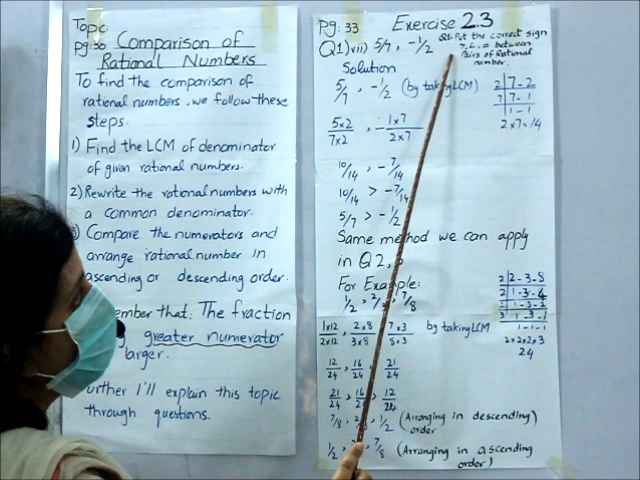 Topic
pg:30 Comparison of
Rational Numbers
To find the comparison of
rational numbers, we follow these
steps.
1) Find the LCM of denominator
of given rational numbers.
2) Rewrite the rational numbers with
a common denominator.
3) Compare the numerators and
arrange rational number in
ascending or descending order.
ember that: The fraction
greater numerator
larger.
urther I'll explain this topic
through questions.
pg: 33 Exercise 2.3
Q1) vii) 5/7 , -1/2
Q1. Put the correct sign
>, <, = between
Pairs of Rational
number.
Solution
5/7 , -1/2 (by taking LCM)
2 | 7 - 2
7 | 7 - 1
1 - 1
2 x 7 = 14
5x2/7x2 , -1x7/2x7
10/14 , -7/14
10/14 > -7/14
5/7 > -1/2
Same method we can apply
in Q2,
For Example:
1/2 , 2/ , 7/8
2 | 2 - 3 - 8
2 | 1 - 3 - 4
2 | 1 - 3 - 2
3 | 1 - 3 - 1
1 - 1 - 1
2x2x2x3
24
1x12/2x12 , 2x8/3x8 , 7x3/8x3 by taking LCM
12/24 , 16/24 , 21/24
21/24 , 16/24 , 12/24
7/8 , 2/ , 1/2 (Arranging in descending)
order
1/2 , 7/8 (Arranging in ascending
order)